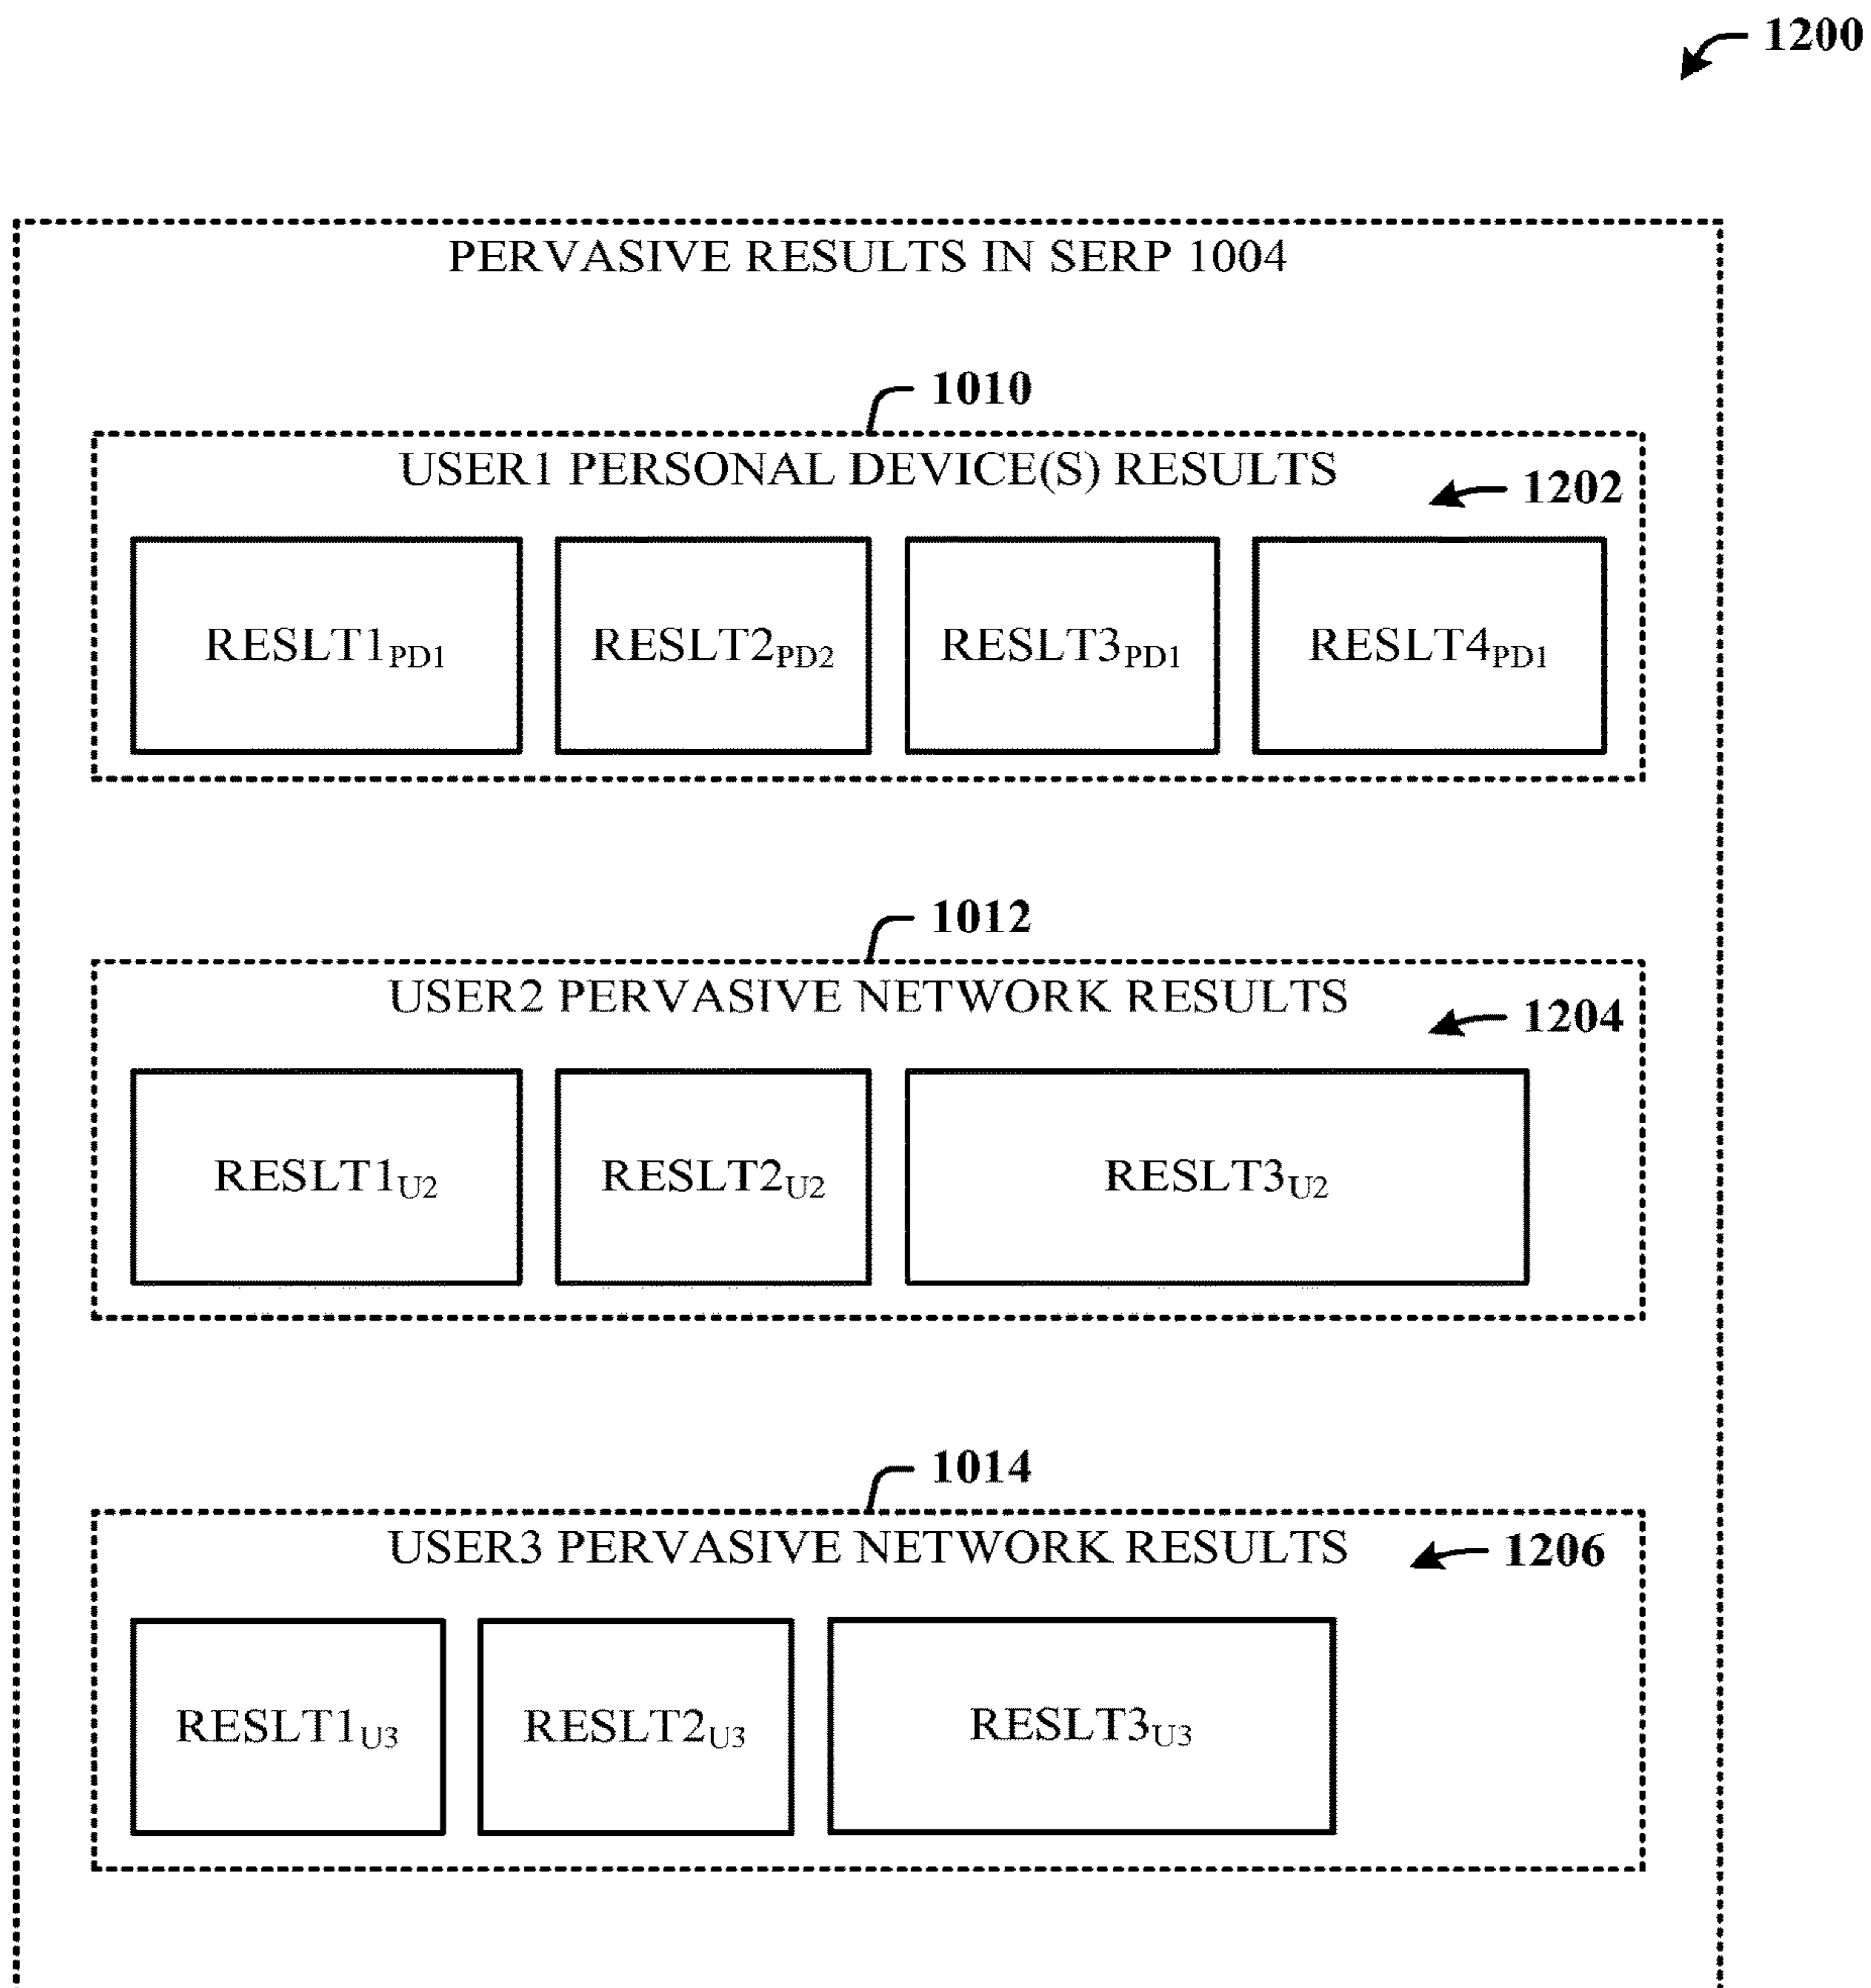 1200
PERVASIVE RESULTS IN SERP 1004
1010
USER1 PERSONAL DEVICE(S) RESULTS
1202
RESLT1PD1 RESLT2PD2 RESLT3PD1 RESLT4PD1
1012
USER2 PERVASIVE NETWORK RESULTS
1204
RESLT1U2 RESLT2U2 RESLT3U2
1014
USER3 PERVASIVE NETWORK RESULTS
1206
RESLT1U3 RESLT2U3 RESLT3U3